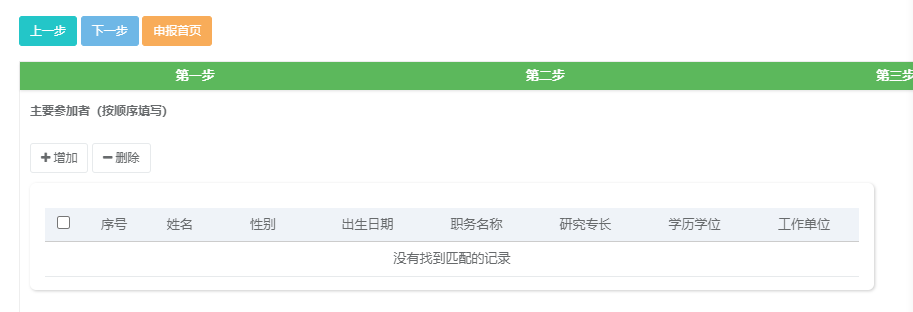 上一步 下一步 申报首页
第一步 第二步 第三步
主要参加者（按顺序填写）
增加 删除
序号 姓名 性别 出生日期 职务名称 研究专长 学历学位 工作单位
没有找到匹配的记录